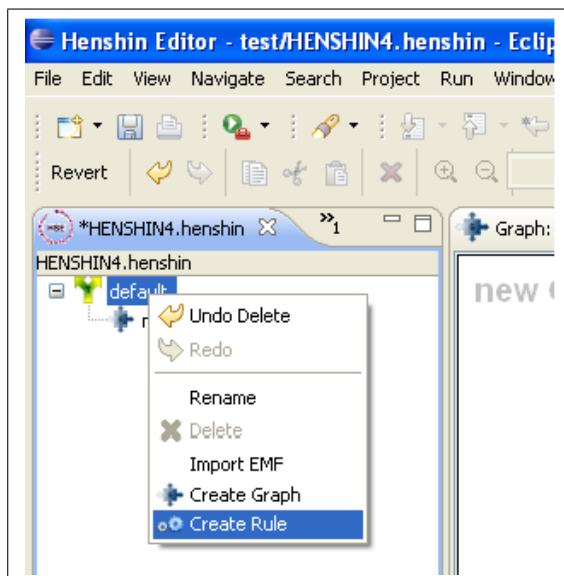 Henshin Editor - test/HENSHIN4.henshin - Eclip
File Edit View Navigate Search Project Run Window
Revert
*HENSHIN4.henshin »1 Graph:
HENSHIN4.henshin
default
new
Undo Delete
Redo
Rename
Delete
Import EMF
Create Graph
Create Rule